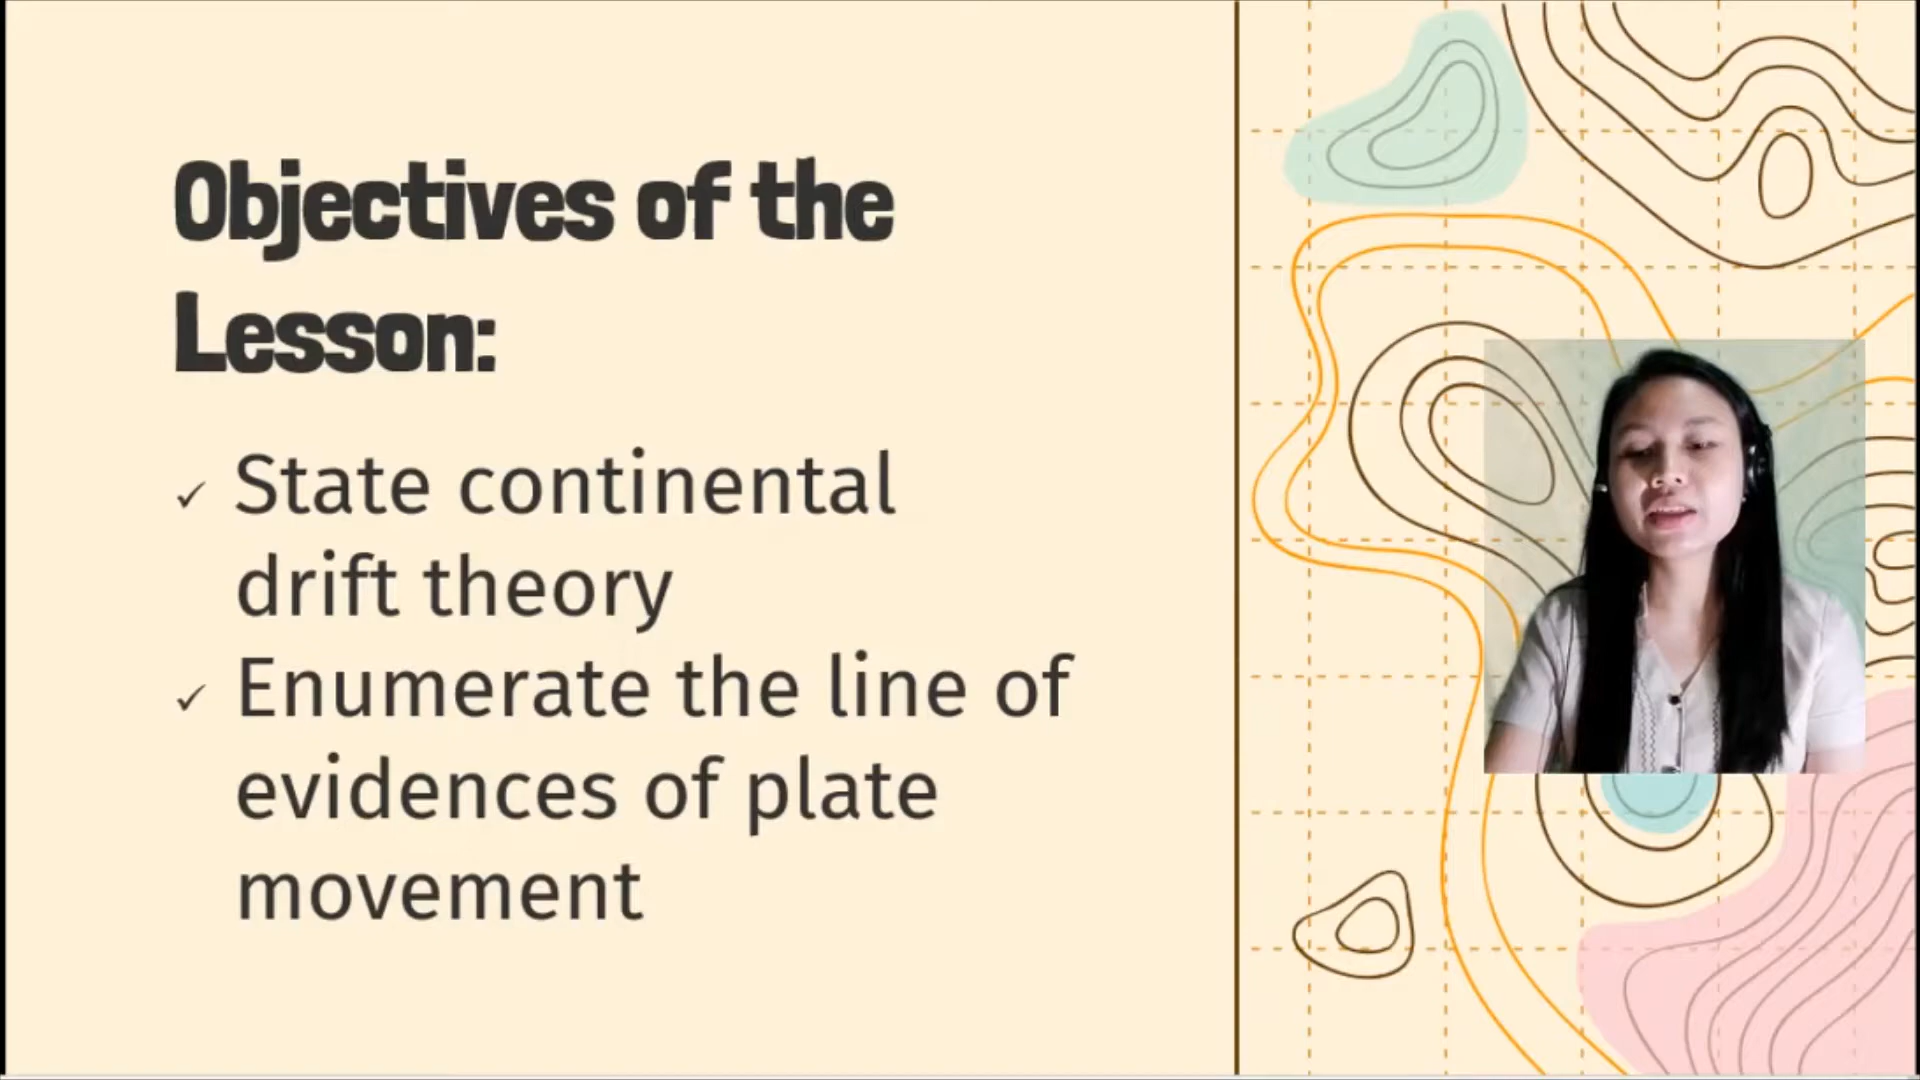 Objectives of the
Lesson:
✓ State continental
drift theory
✓ Enumerate the line of
evidences of plate
movement